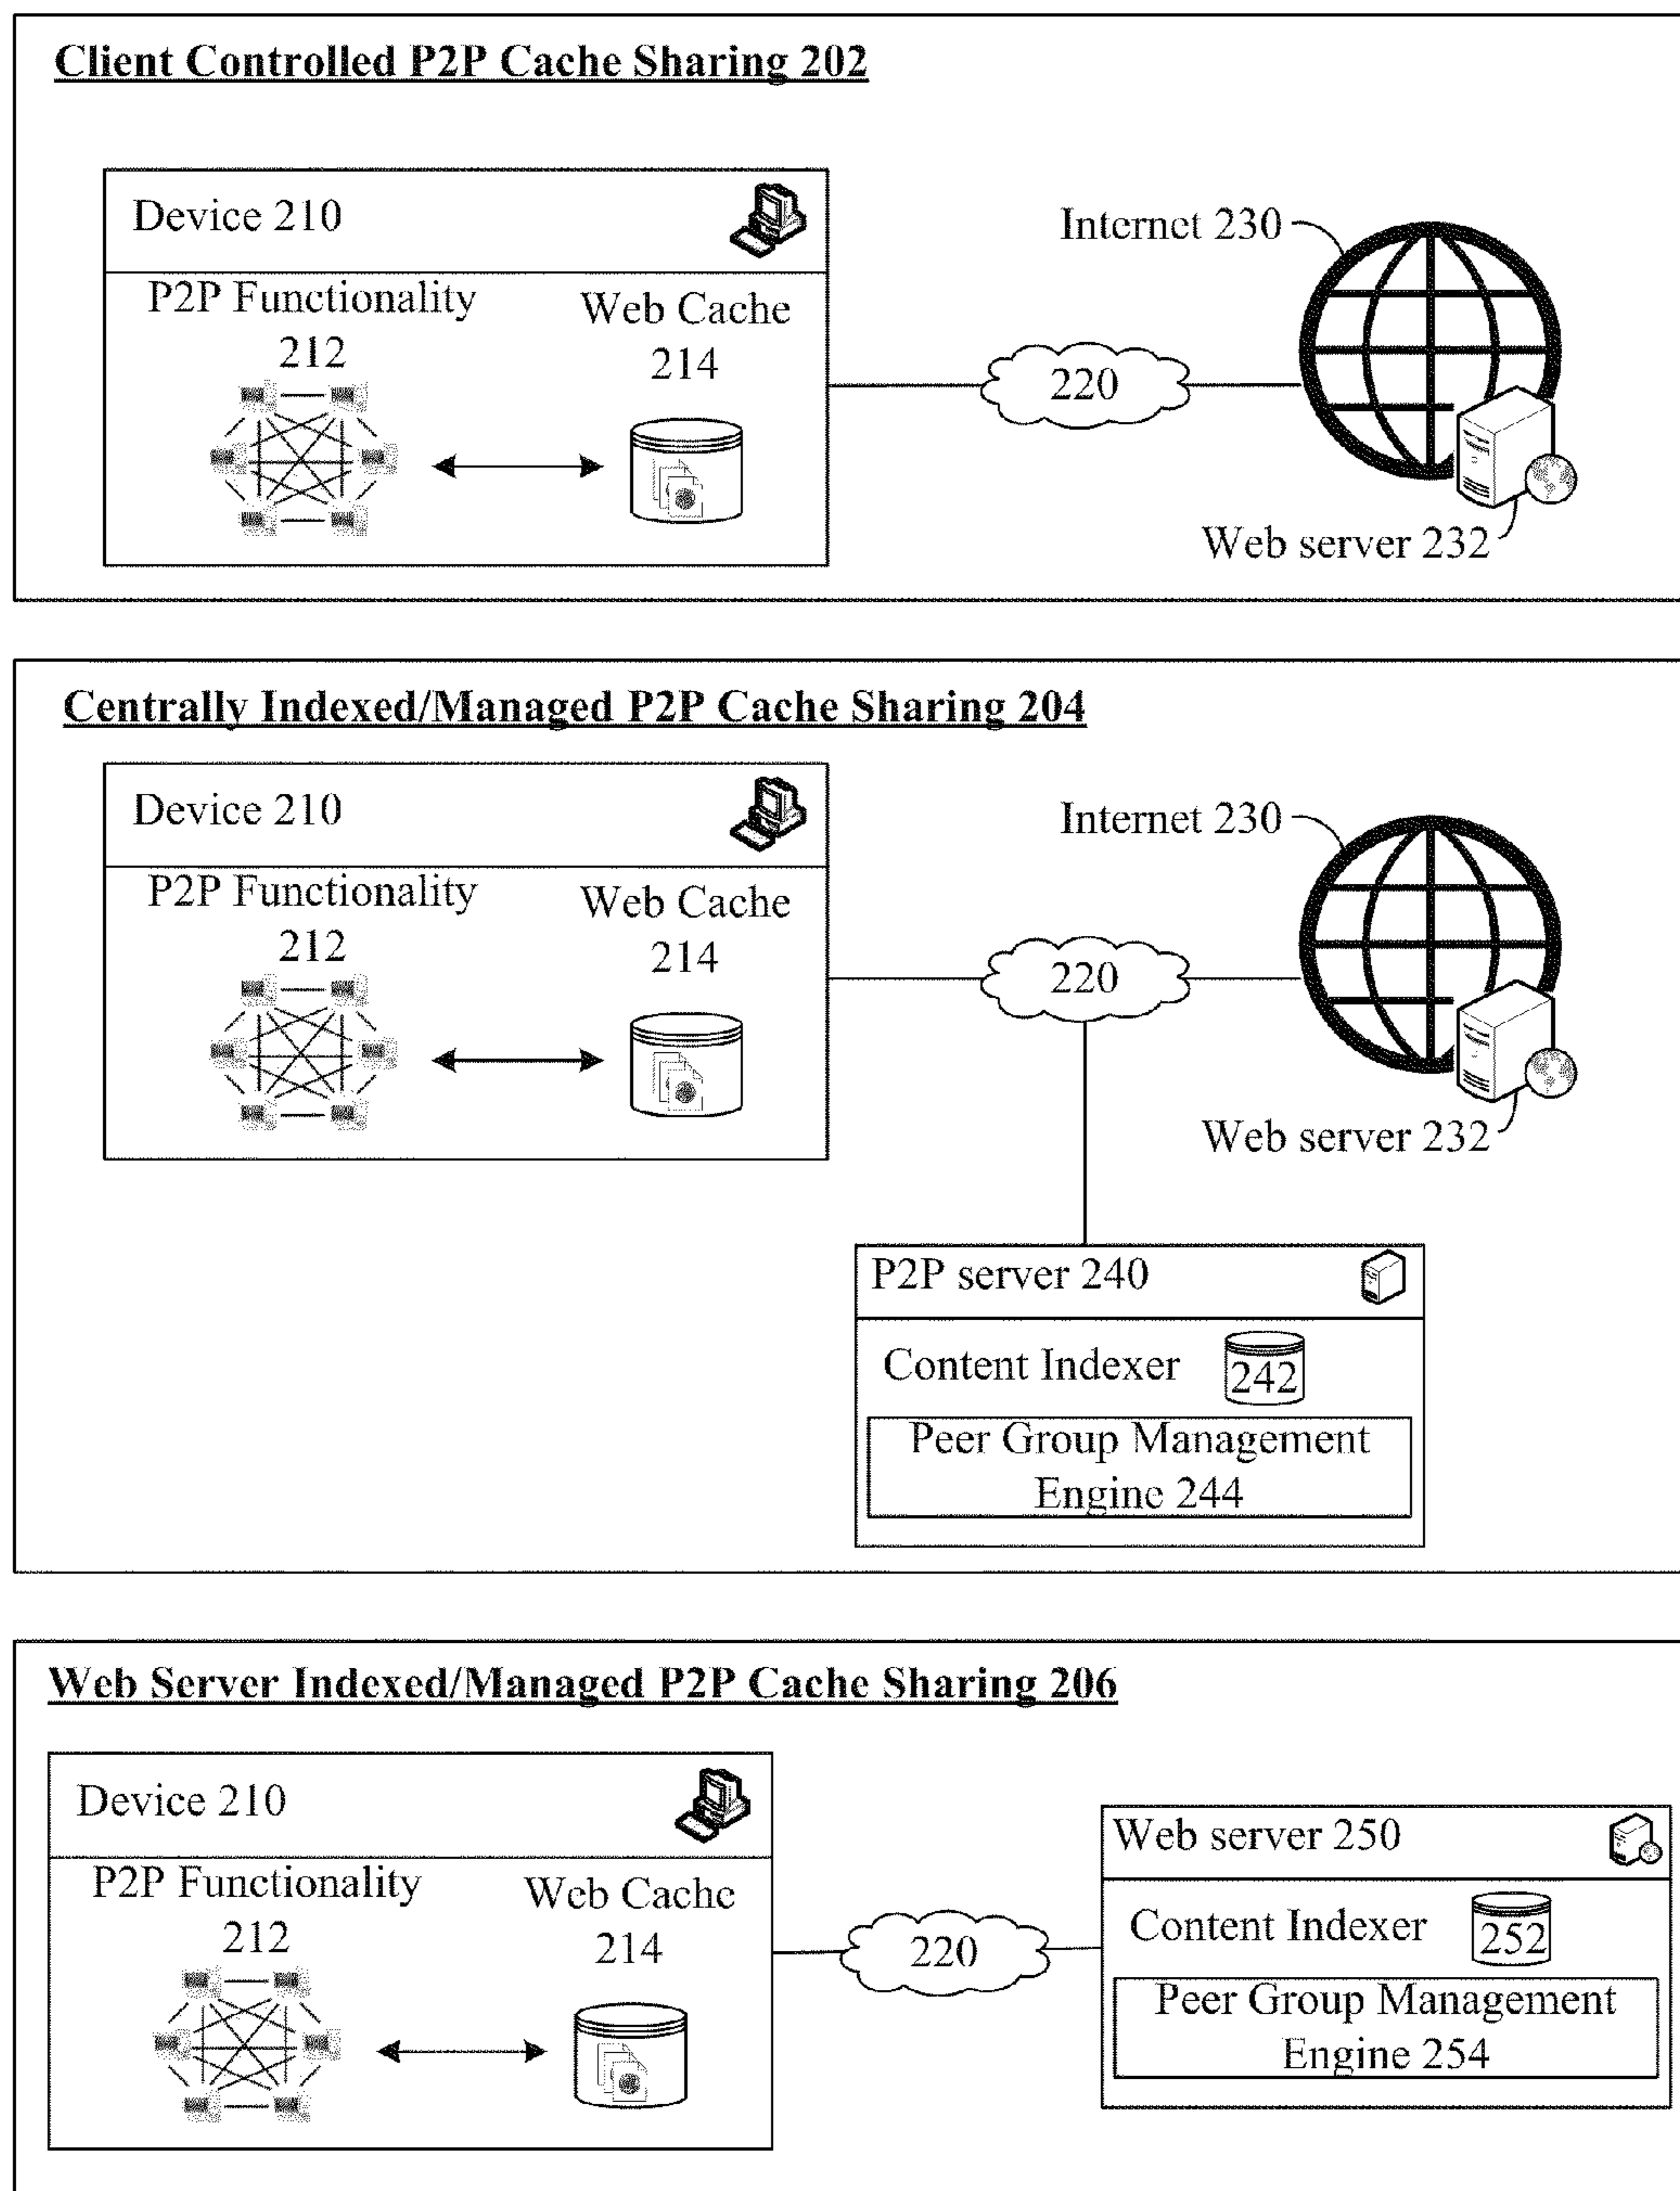 Client Controlled P2P Cache Sharing 202
Device 210
P2P Functionality
212
Web Cache
214
220
Internet 230
Web server 232
Centrally Indexed/Managed P2P Cache Sharing 204
Device 210
P2P Functionality
212
Web Cache
214
220
Internet 230
Web server 232
P2P server 240
Content Indexer
242
Peer Group Management
Engine 244
Web Server Indexed/Managed P2P Cache Sharing 206
Device 210
P2P Functionality
212
Web Cache
214
220
Web server 250
Content Indexer
252
Peer Group Management
Engine 254